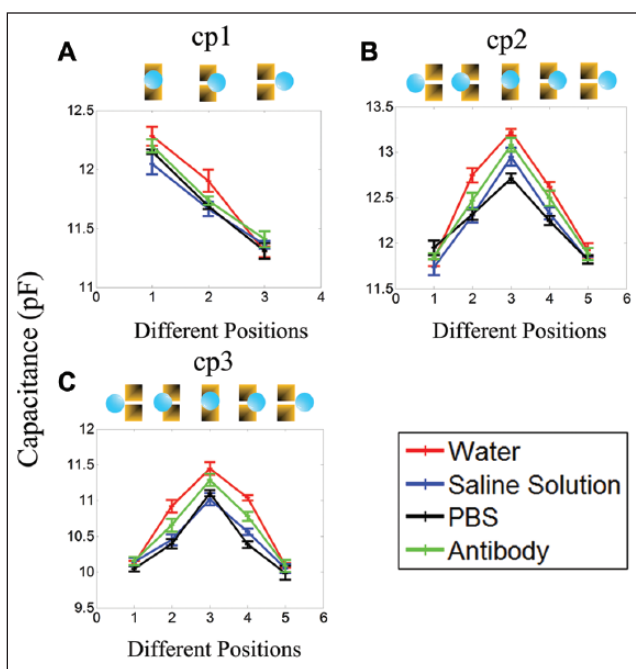 cp1
A
12.5
12
11.5
11
0 1 2 3 4
Different Positions
cp2
B
13.5
13
12.5
12
11.5
0 1 2 3 4 5 6
Different Positions
cp3
C
12
11.5
11
10.5
10
9.5
0 1 2 3 4 5 6
Different Positions
Capacitance (pF)
Water
Saline Solution
PBS
Antibody